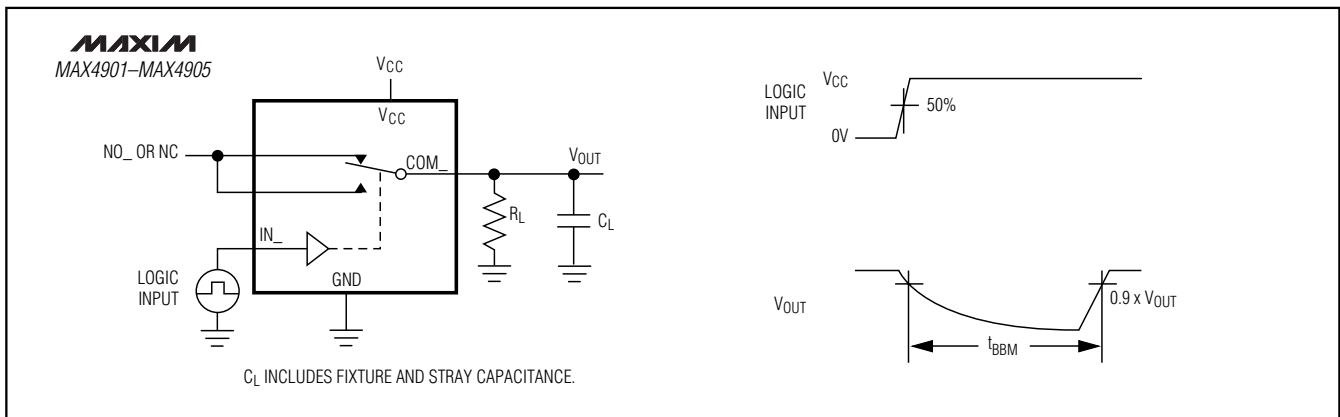 MAXIM
MAX4901–MAX4905
VCC
VCC
NO_ OR NC
COM_
VOUT
RL
CL
IN_
LOGIC
INPUT
GND
CL INCLUDES FIXTURE AND STRAY CAPACITANCE.
LOGIC
INPUT
VCC
50%
0V
VOUT
0.9 x VOUT
tBBM